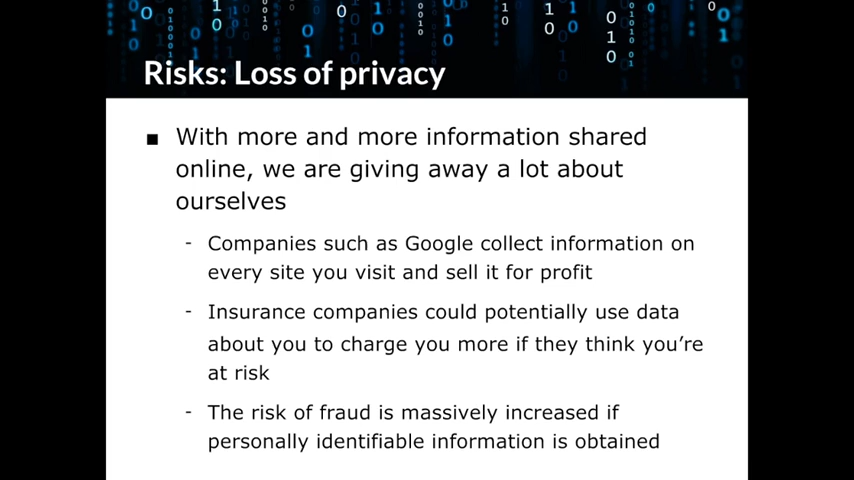 Risks: Loss of privacy
■ With more and more information shared
online, we are giving away a lot about
ourselves
- Companies such as Google collect information on
every site you visit and sell it for profit
- Insurance companies could potentially use data
about you to charge you more if they think you’re
at risk
- The risk of fraud is massively increased if
personally identifiable information is obtained